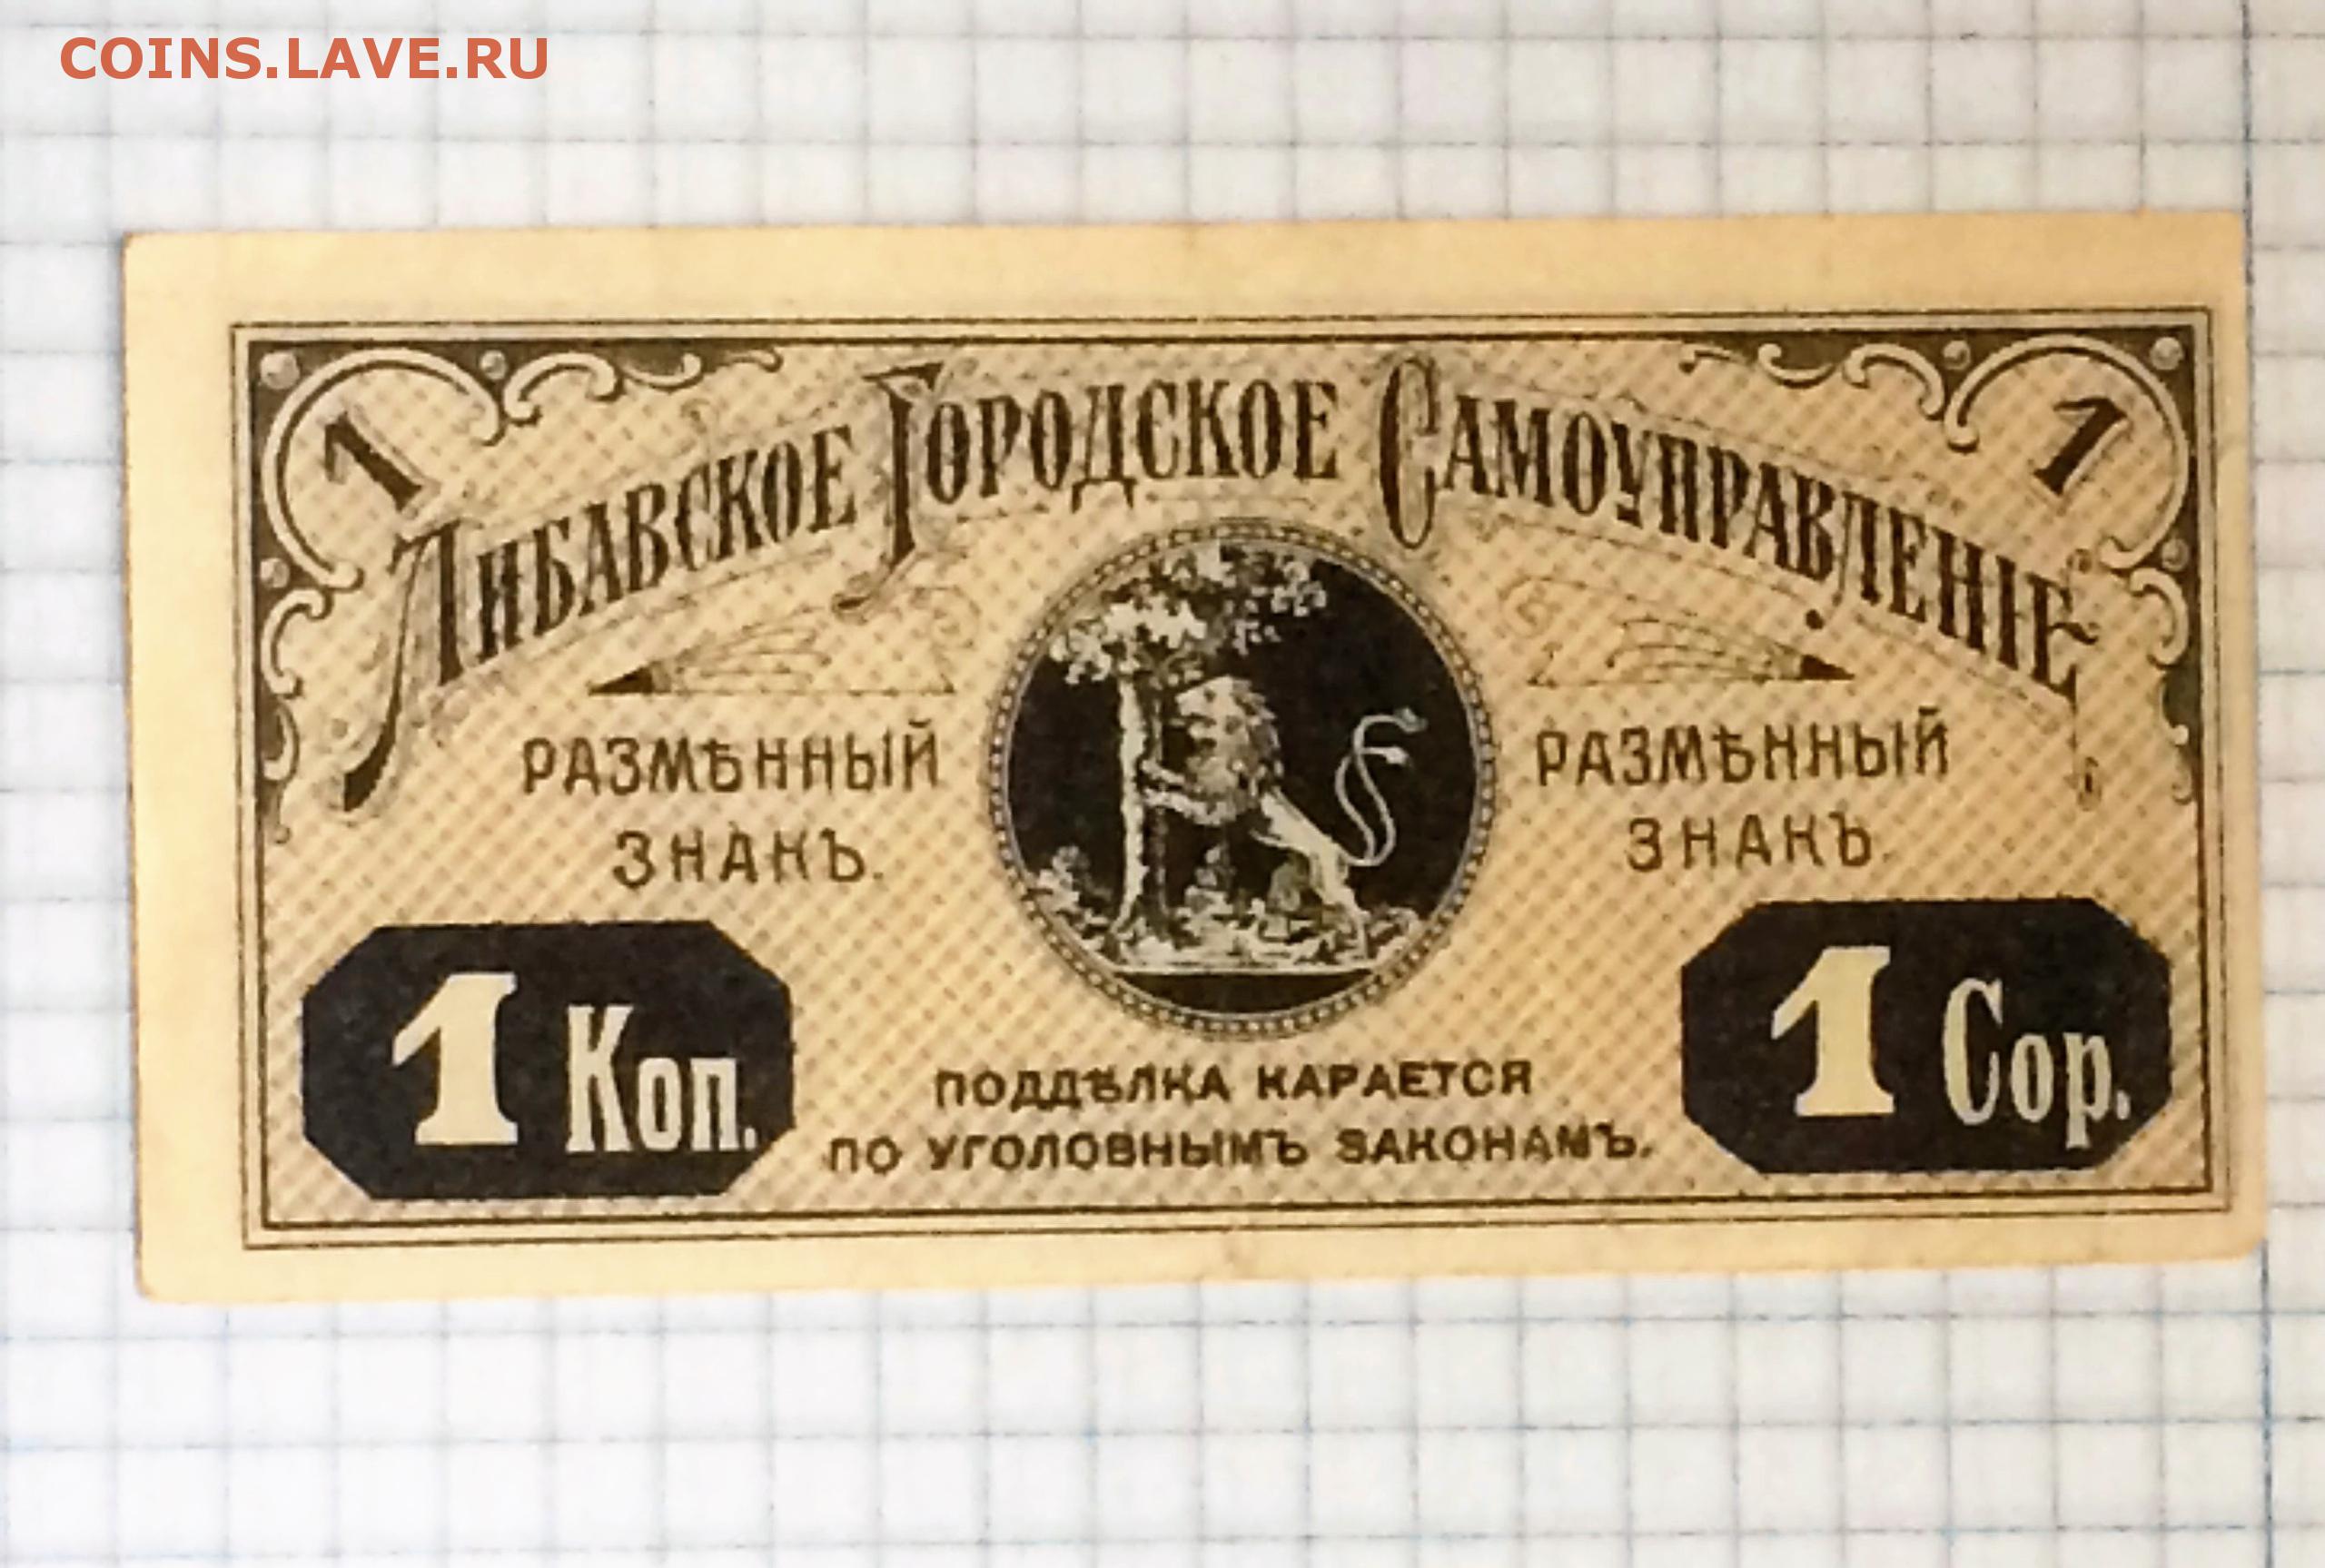 COINS.LAVE.RU
1 1
Либавское Городское Самоуправленіе
РАЗМѢННЫЙ
ЗНАКЪ.
РАЗМѢННЫЙ
ЗНАКЪ.
1 Коп.
1 Cop.
ПОДДѢЛКА КАРАЕТСЯ
ПО УГОЛОВНЫМЪ ЗАКОНАМЪ.